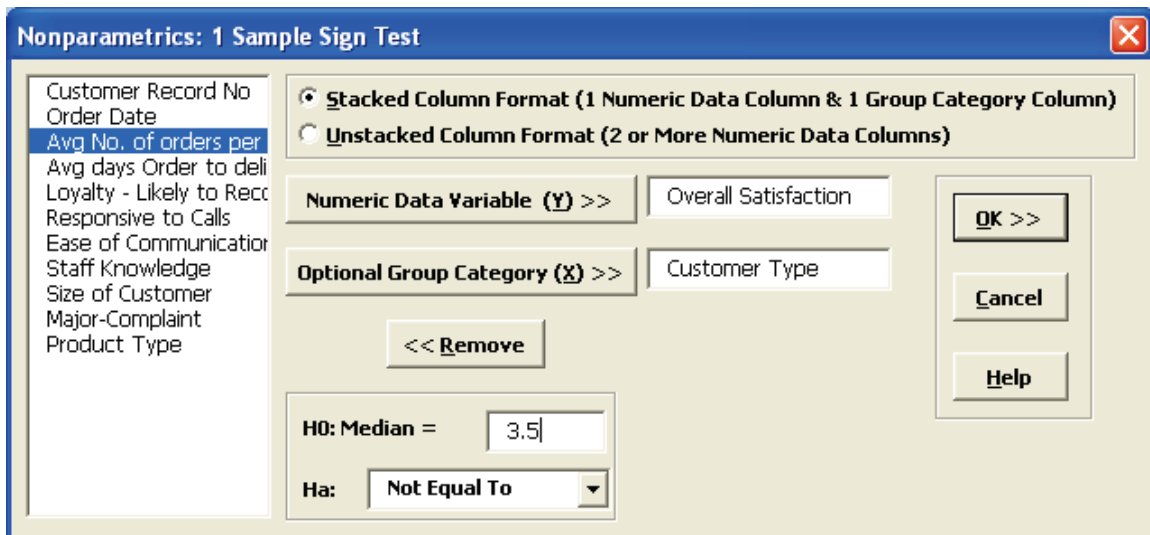 Nonparametrics: 1 Sample Sign Test
Customer Record No
Order Date
Avg No. of orders per
Avg days Order to deli
Loyalty - Likely to Reco
Responsive to Calls
Ease of Communication
Staff Knowledge
Size of Customer
Major-Complaint
Product Type
Stacked Column Format (1 Numeric Data Column & 1 Group Category Column)
Unstacked Column Format (2 or More Numeric Data Columns)
Numeric Data Variable (Y) >>
Overall Satisfaction
Optional Group Category (X) >>
Customer Type
<< Remove
H0: Median =
3.5
Ha:
Not Equal To
OK >>
Cancel
Help